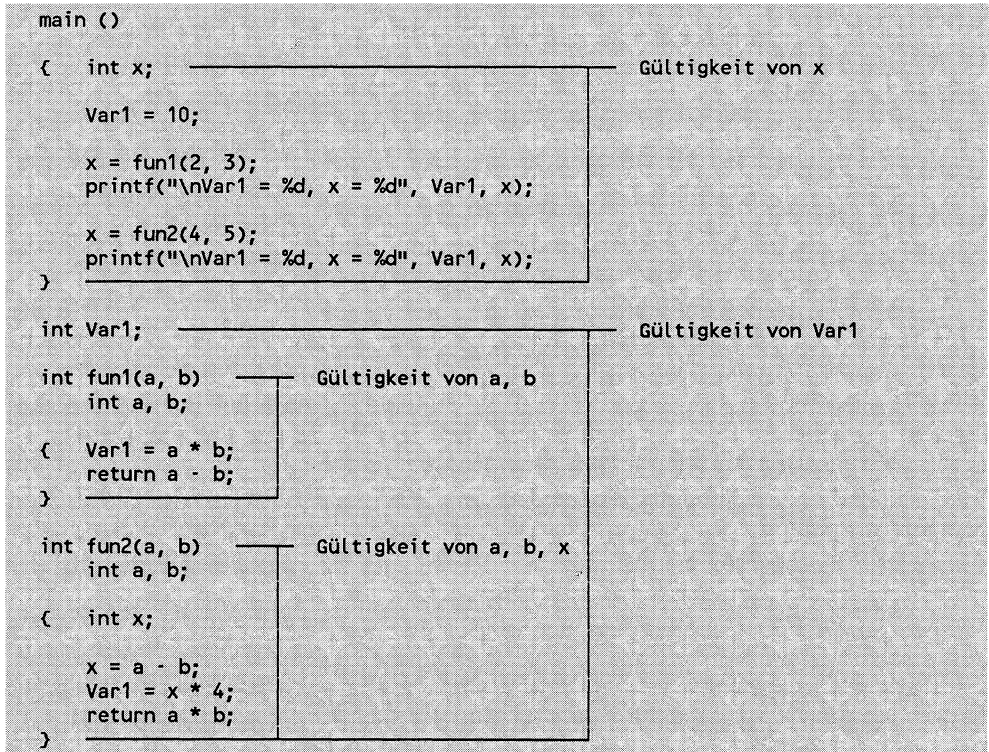 main ()
{ int x; Gültigkeit von x
Var1 = 10;
x = fun1(2, 3);
printf("\nVar1 = %d, x = %d", Var1, x);
x = fun2(4, 5);
printf("\nVar1 = %d, x = %d", Var1, x);
}
int Var1; Gültigkeit von Var1
int fun1(a, b) Gültigkeit von a, b
int a, b;
{ Var1 = a * b;
return a - b;
}
int fun2(a, b) Gültigkeit von a, b, x
int a, b;
{ int x;
x = a - b;
Var1 = x * 4;
return a * b;
}